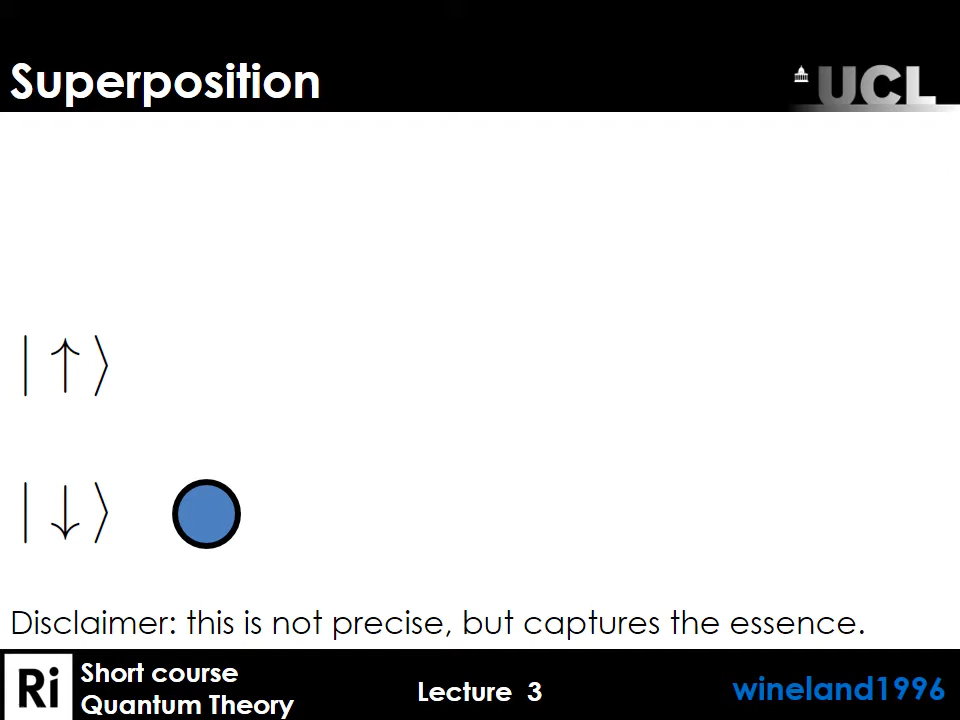 Superposition
UCL
|↑⟩
|↓⟩
Disclaimer: this is not precise, but captures the essence.
Ri
Short course
Quantum Theory
Lecture 3
wineland1996